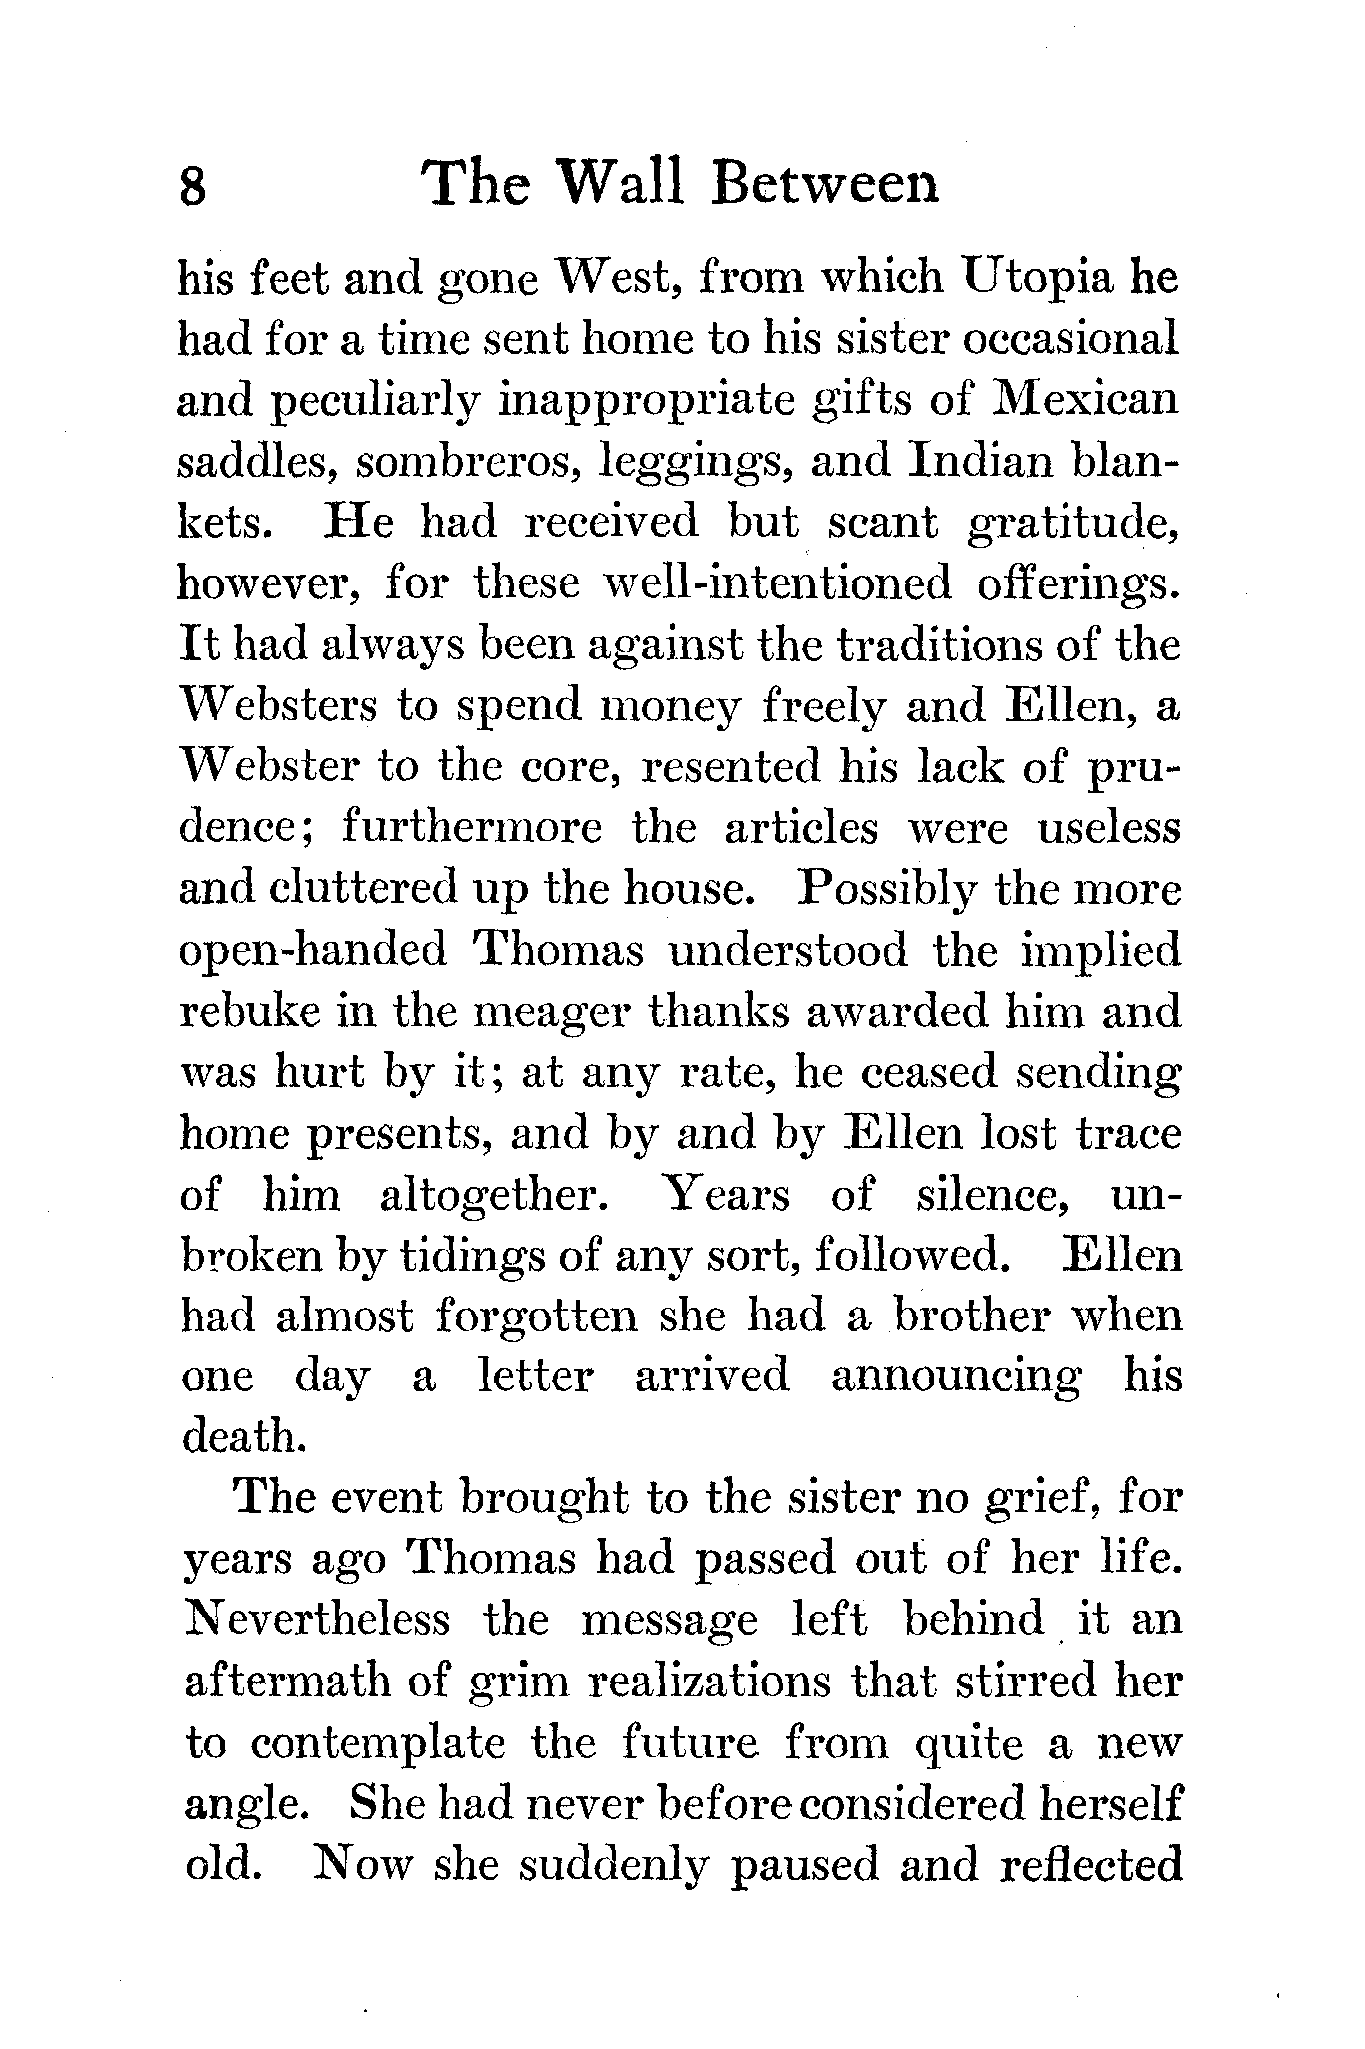 8 The Wall Between
his feet and gone West, from which Utopia he
had for a time sent home to his sister occasional
and peculiarly inappropriate gifts of Mexican
saddles, sombreros, leggings, and Indian blan-
kets. He had received but scant gratitude,
however, for these well-intentioned offerings.
It had always been against the traditions of the
Websters to spend money freely and Ellen, a
Webster to the core, resented his lack of pru-
dence; furthermore the articles were useless
and cluttered up the house. Possibly the more
open-handed Thomas understood the implied
rebuke in the meager thanks awarded him and
was hurt by it; at any rate, he ceased sending
home presents, and by and by Ellen lost trace
of him altogether. Years of silence, un-
broken by tidings of any sort, followed. Ellen
had almost forgotten she had a brother when
one day a letter arrived announcing his
death.
The event brought to the sister no grief, for
years ago Thomas had passed out of her life.
Nevertheless the message left behind it an
aftermath of grim realizations that stirred her
to contemplate the future from quite a new
angle. She had never before considered herself
old. Now she suddenly paused and reflected